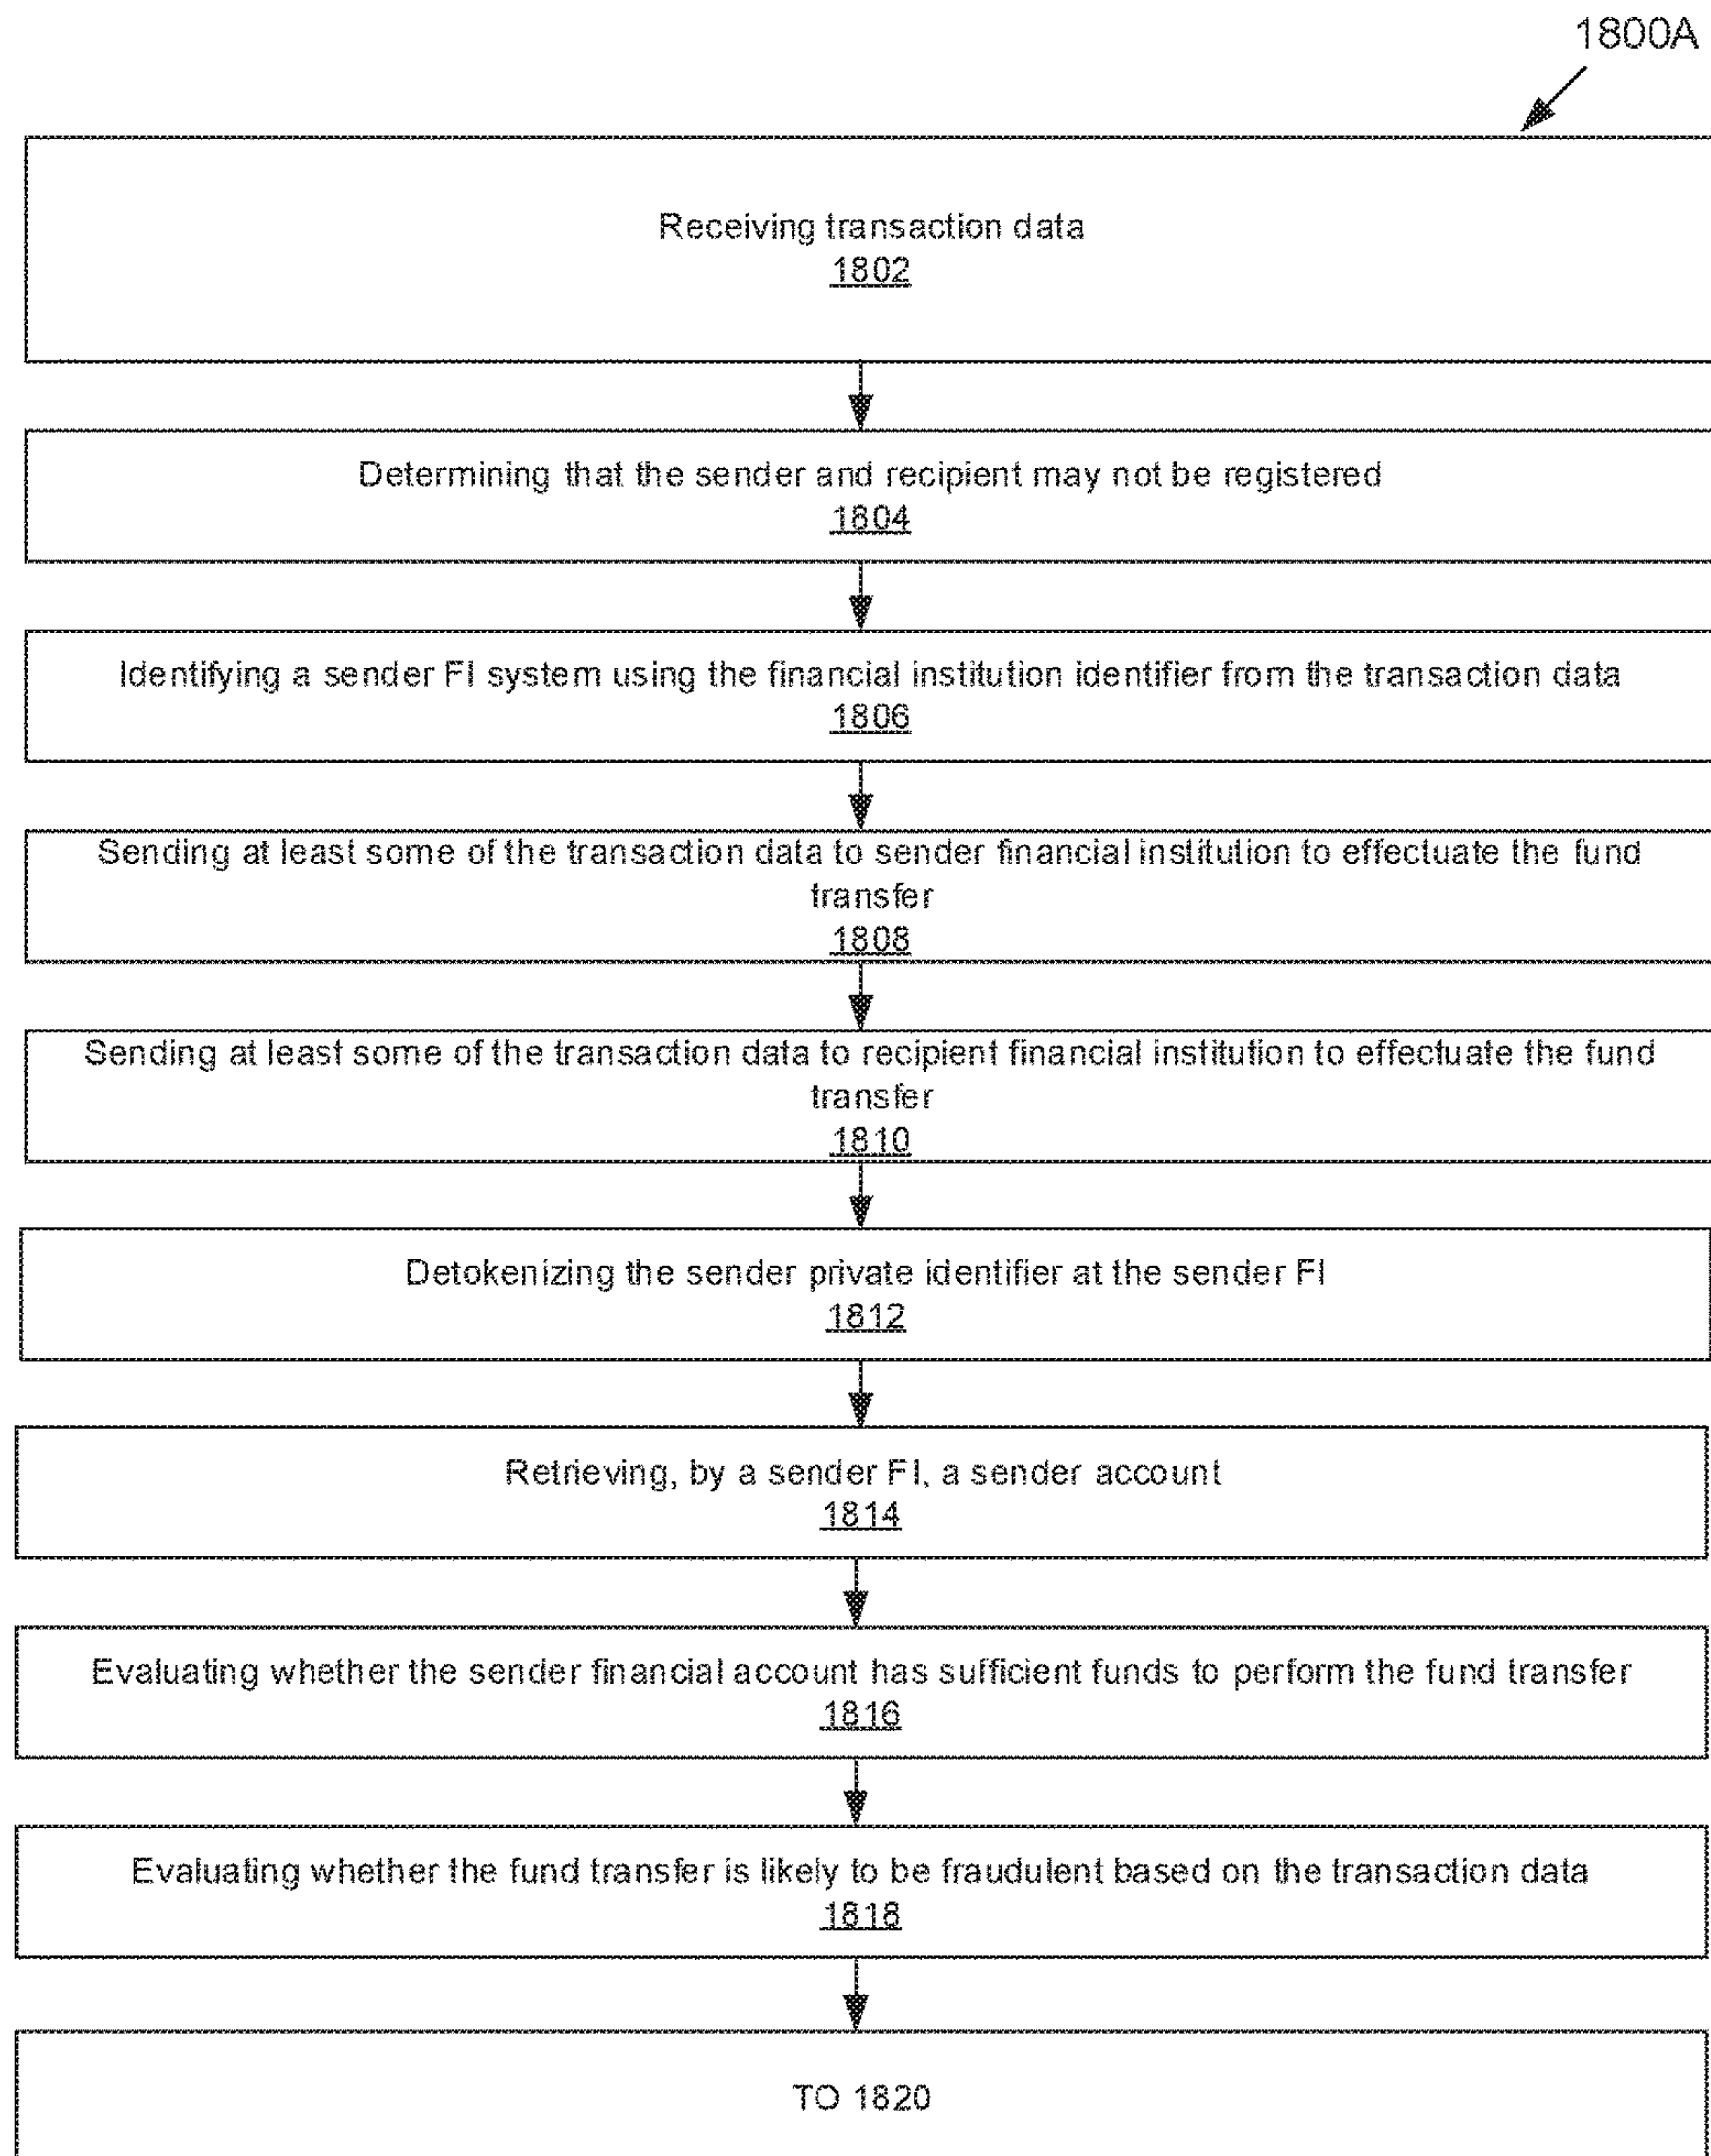 1800A
Receiving transaction data
1802
Determining that the sender and recipient may not be registered
1804
Identifying a sender FI system using the financial institution identifier from the transaction data
1806
Sending at least some of the transaction data to sender financial institution to effectuate the fund
transfer
1808
Sending at least some of the transaction data to recipient financial institution to effectuate the fund
transfer
1810
Detokenizing the sender private identifier at the sender FI
1812
Retrieving, by a sender FI, a sender account
1814
Evaluating whether the sender financial account has sufficient funds to perform the fund transfer
1816
Evaluating whether the fund transfer is likely to be fraudulent based on the transaction data
1818
TO 1820